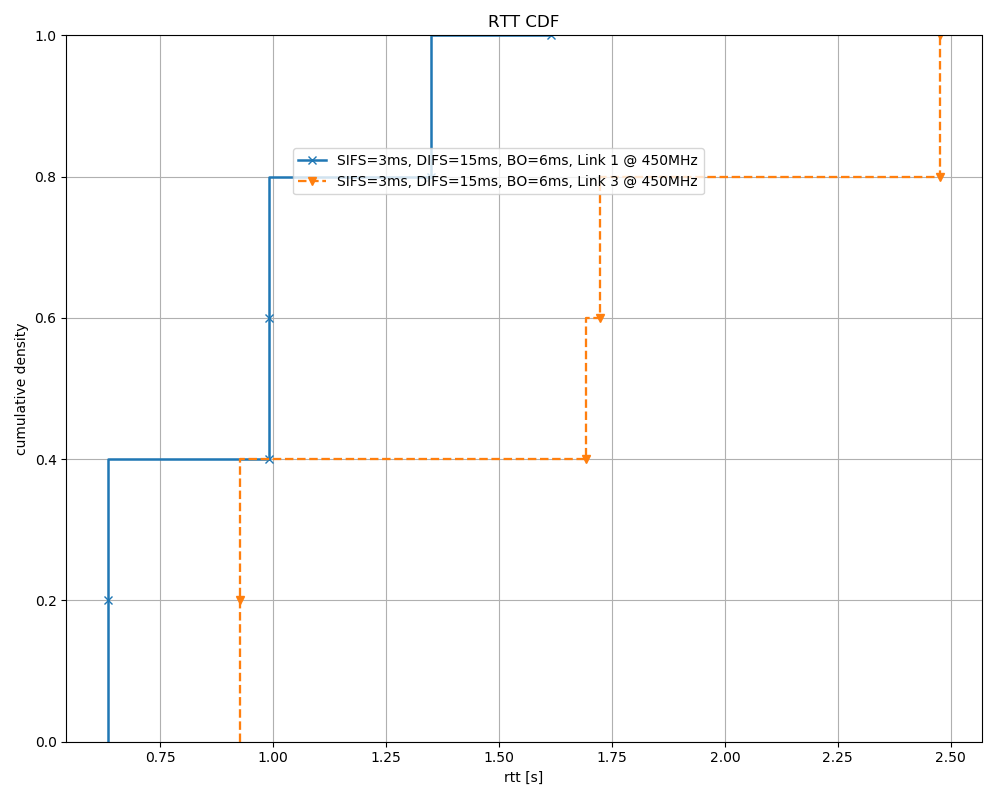 RTT CDF
1.0
0.8
0.6
0.4
0.2
0.0
cumulative density
SIFS=3ms, DIFS=15ms, BO=6ms, Link 1 @ 450MHz
SIFS=3ms, DIFS=15ms, BO=6ms, Link 3 @ 450MHz
0.75 1.00 1.25 1.50 1.75 2.00 2.25 2.50
rtt [s]